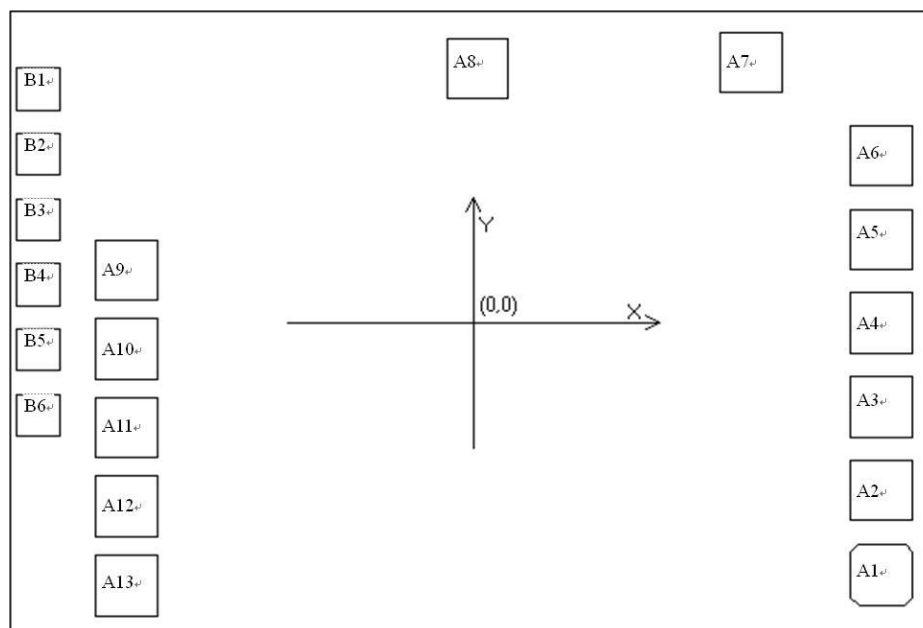 A8↵
A7↵
B1↵
B2↵
A6↵
B3↵
Y
A5↵
A9↵
B4↵
(0,0)
X
A4↵
B5↵
A10↵
A3↵
B6↵
A11↵
A2↵
A12↵
A1↵
A13↵